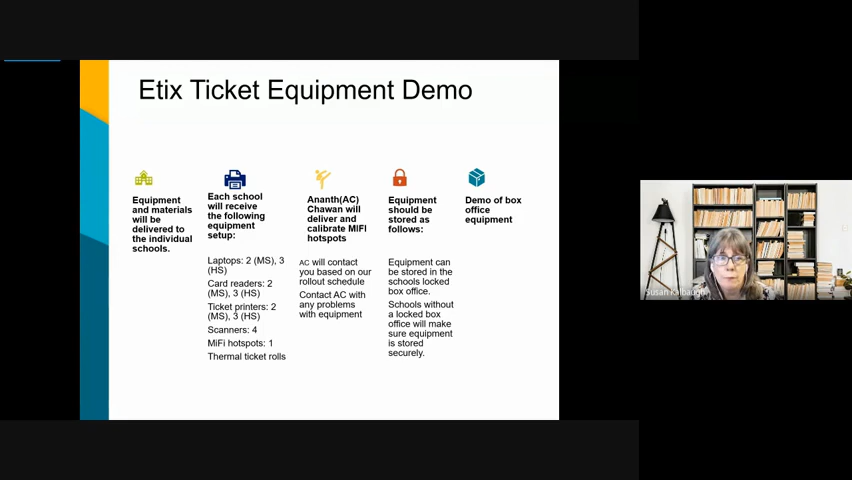 Etix Ticket Equipment Demo
Equipment
and materials
will be
delivered to
the individual
schools.
Each school
will receive
the following
equipment
setup:
Laptops: 2 (MS), 3
(HS)
Card readers: 2
(MS), 3 (HS)
Ticket printers: 2
(MS), 3 (HS)
Scanners: 4
MiFi hotspots: 1
Thermal ticket rolls
Ananth(AC)
Chawan will
deliver and
calibrate MIFI
hotspots
AC will contact
you based on our
rollout schedule
Contact AC with
any problems
with equipment
Equipment
should be
stored as
follows:
Equipment can
be stored in the
schools locked
box office.
Schools without
a locked box
office will make
sure equipment
is stored
securely.
Demo of box
office
equipment
Susan